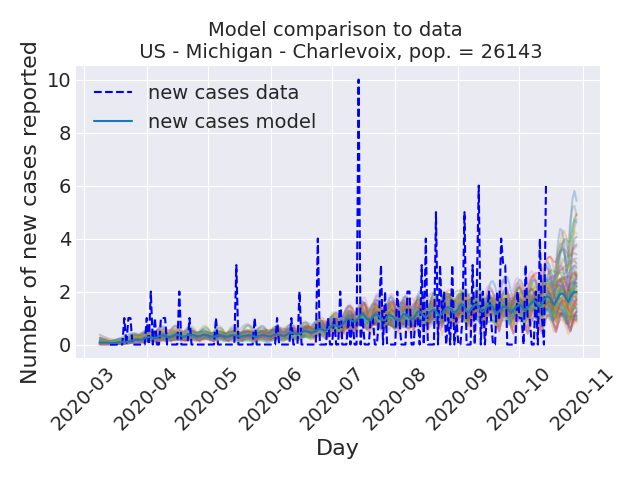 Model comparison to data
US - Michigan - Charlevoix, pop. = 26143
Number of new cases reported
10
8
6
4
2
0
new cases data
new cases model
2020-03
2020-04
2020-05
2020-06
2020-07
2020-08
2020-09
2020-10
2020-11
Day